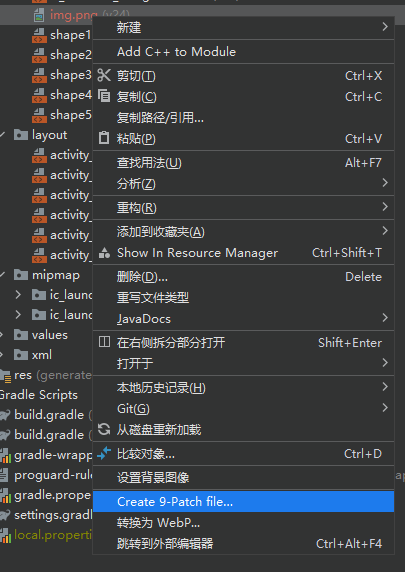 img.png (v24)
新建
shape1
Add C++ to Module
shape2
剪切(T) Ctrl+X
shape3
复制(C) Ctrl+C
shape4
复制路径/引用...
shape5
粘贴(P) Ctrl+V
layout
activity_
查找用法(U) Alt+F7
activity_
分析(Z)
activity_
重构(R)
activity_
添加到收藏夹(A)
activity_
Show In Resource Manager Ctrl+Shift+T
activity_
mipmap
删除(D)... Delete
ic_laun
重写文件类型
ic_laun
JavaDocs
values
在右侧拆分部分打开 Shift+Enter
xml
打开于
res (generate
本地历史记录(H)
Gradle Scripts
Git(G)
build.gradle (
从磁盘重新加载
build.gradle (
gradle-wrapp
比较对象... Ctrl+D
proguard-rule
设置背景图像
gradle.prope
Create 9-Patch file...
settings.gradl
转换为 WebP...
local.properti
跳转到外部编辑器 Ctrl+Alt+F4